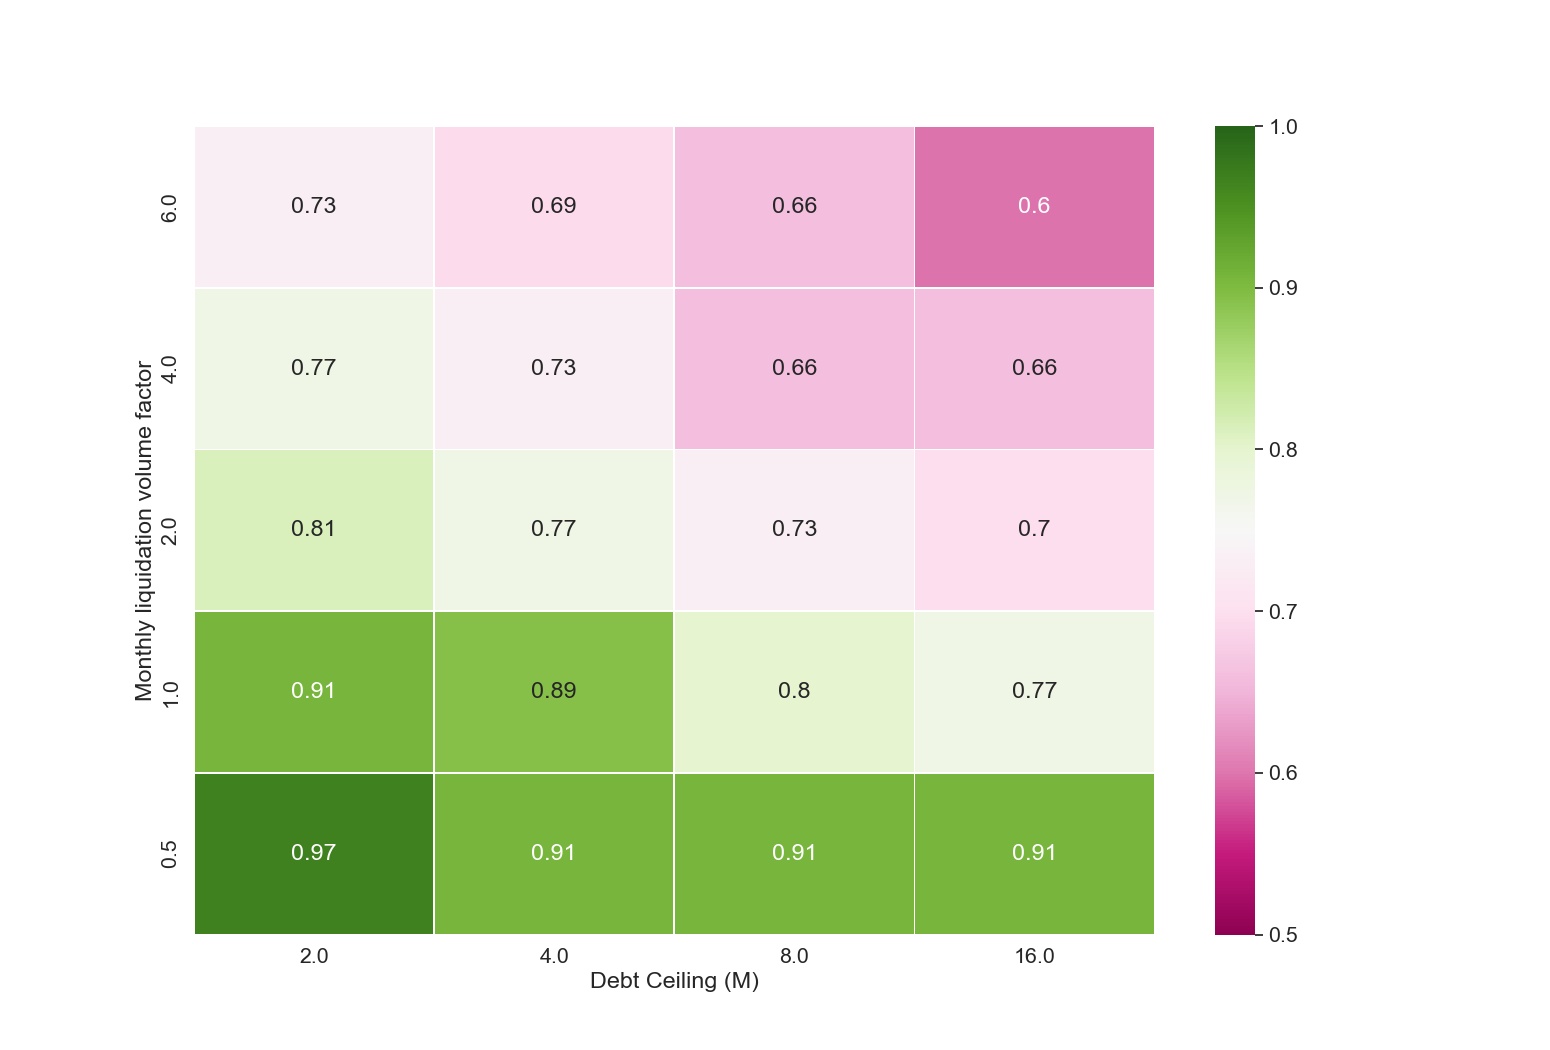 Monthly liquidation volume factor
6.0 0.73 0.69 0.66 0.6
4.0 0.77 0.73 0.66 0.66
2.0 0.81 0.77 0.73 0.7
1.0 0.91 0.89 0.8 0.77
0.5 0.97 0.91 0.91 0.91
2.0 4.0 8.0 16.0
Debt Ceiling (M)
1.0
0.9
0.8
0.7
0.6
0.5